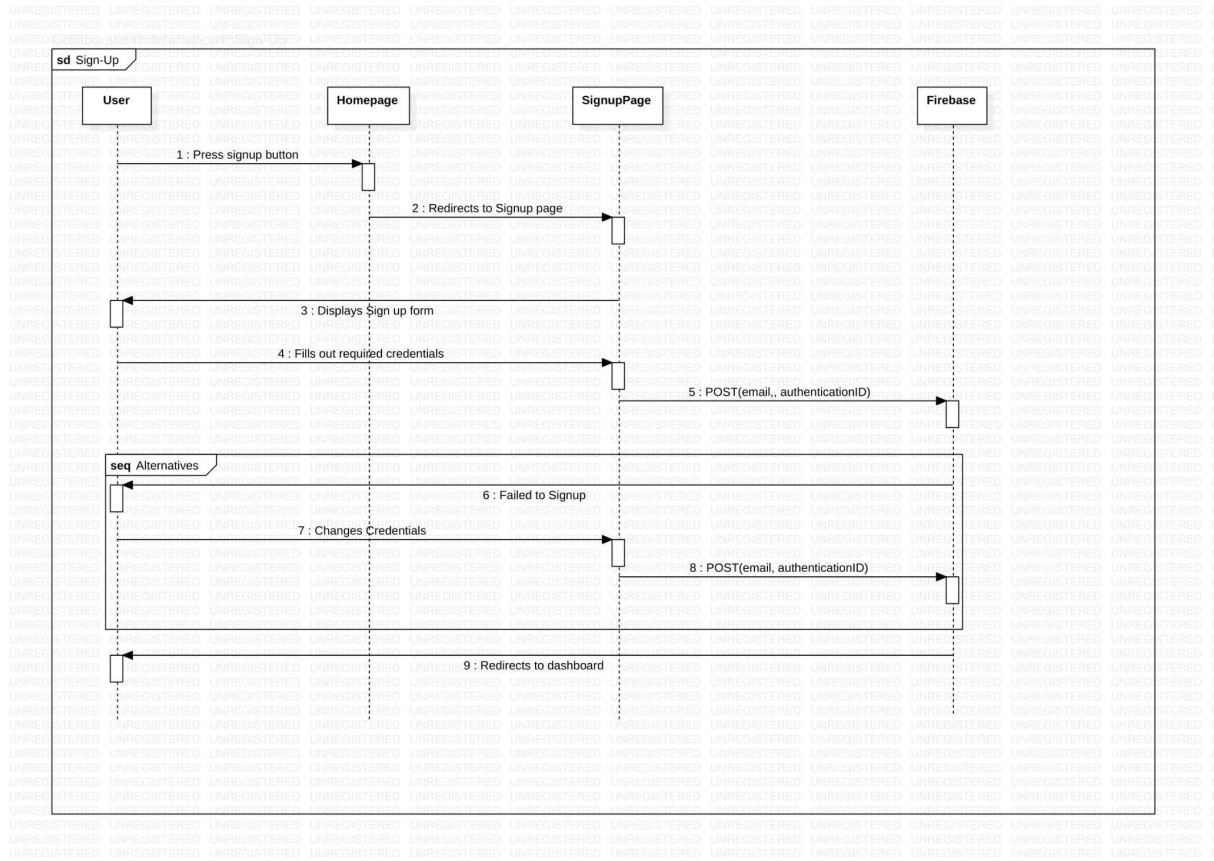 sd Sign-Up
User
Homepage
SignupPage
Firebase
1 : Press signup button
2 : Redirects to Signup page
3 : Displays Sign up form
4 : Fills out required credentials
5 : POST(email,, authenticationID)
seq Alternatives
6 : Failed to Signup
7 : Changes Credentials
8 : POST(email, authenticationID)
9 : Redirects to dashboard
UNREGISTERED